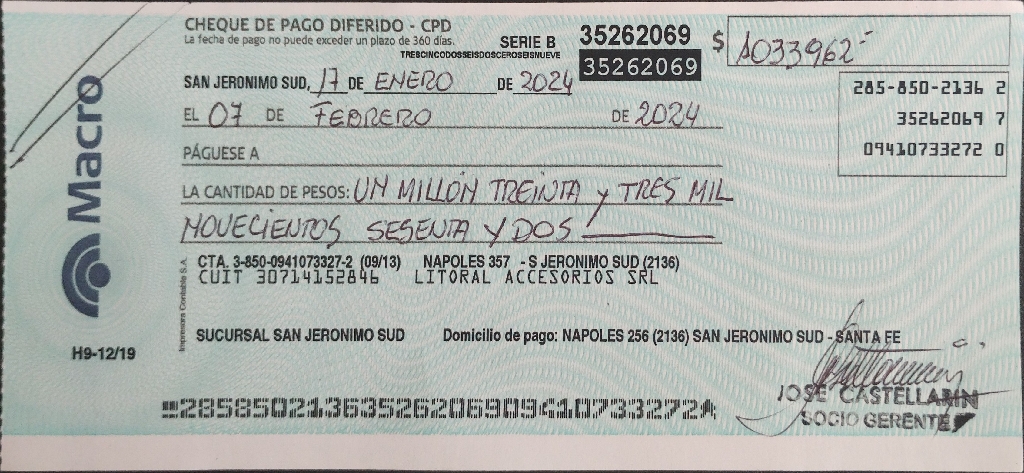 CHEQUE DE PAGO DIFERIDO - CPD
La fecha de pago no puede exceder un plazo de 360 días.
SERIE B 35262069 $ 1033962-
TRESCINCODOSSEISDOSCEROSEISNUEVE
35262069
SAN JERONIMO SUD, 17 DE ENERO DE 2024
285-850-2136 2
EL 07 DE FEBRERO DE 2024
35262069 7
09410733272 0
PÁGUESE A
LA CANTIDAD DE PESOS: UN MILLÓN TREINTA Y TRES MIL
NOVECIENTOS SESENTA Y DOS
CTA. 3-850-0941073327-2 (09/13) NAPOLES 357 - S JERONIMO SUD (2136)
CUIT 30714152846 LITORAL ACCESORIOS SRL
SUCURSAL SAN JERONIMO SUD Domicilio de pago: NAPOLES 256 (2136) SAN JERONIMO SUD - SANTA FE
Macro
H9-12/19
Impresora Contable S.A.
JOSE CASTELLARIN
SOCIO GERENTE
28585021363526206909410733272